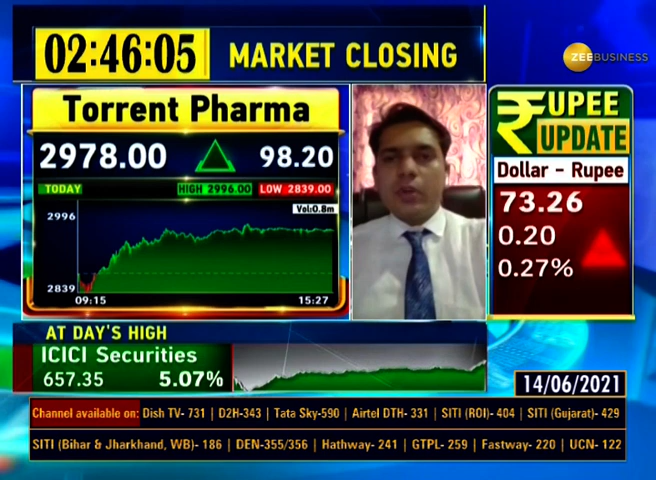 02:46:05 MARKET CLOSING
ZEE BUSINESS
Torrent Pharma
2978.00 98.20
TODAY HIGH 2996.00 LOW 2839.00
Vol:0.8m
2996
2839
09:15 15:27
₹UPEE
UPDATE
Dollar - Rupee
73.26
0.20
0.27%
AT DAY'S HIGH
ICICI Securities
657.35 5.07%
14/06/2021
Channel available on: Dish TV- 731 | D2H-343 | Tata Sky-590 | Airtel DTH- 331 | SITI (ROI)- 404 | SITI (Gujarat)- 429
SITI (Bihar & Jharkhand, WB)- 186 | DEN-355/356 | Hathway- 241 | GTPL- 259 | Fastway- 220 | UCN- 122